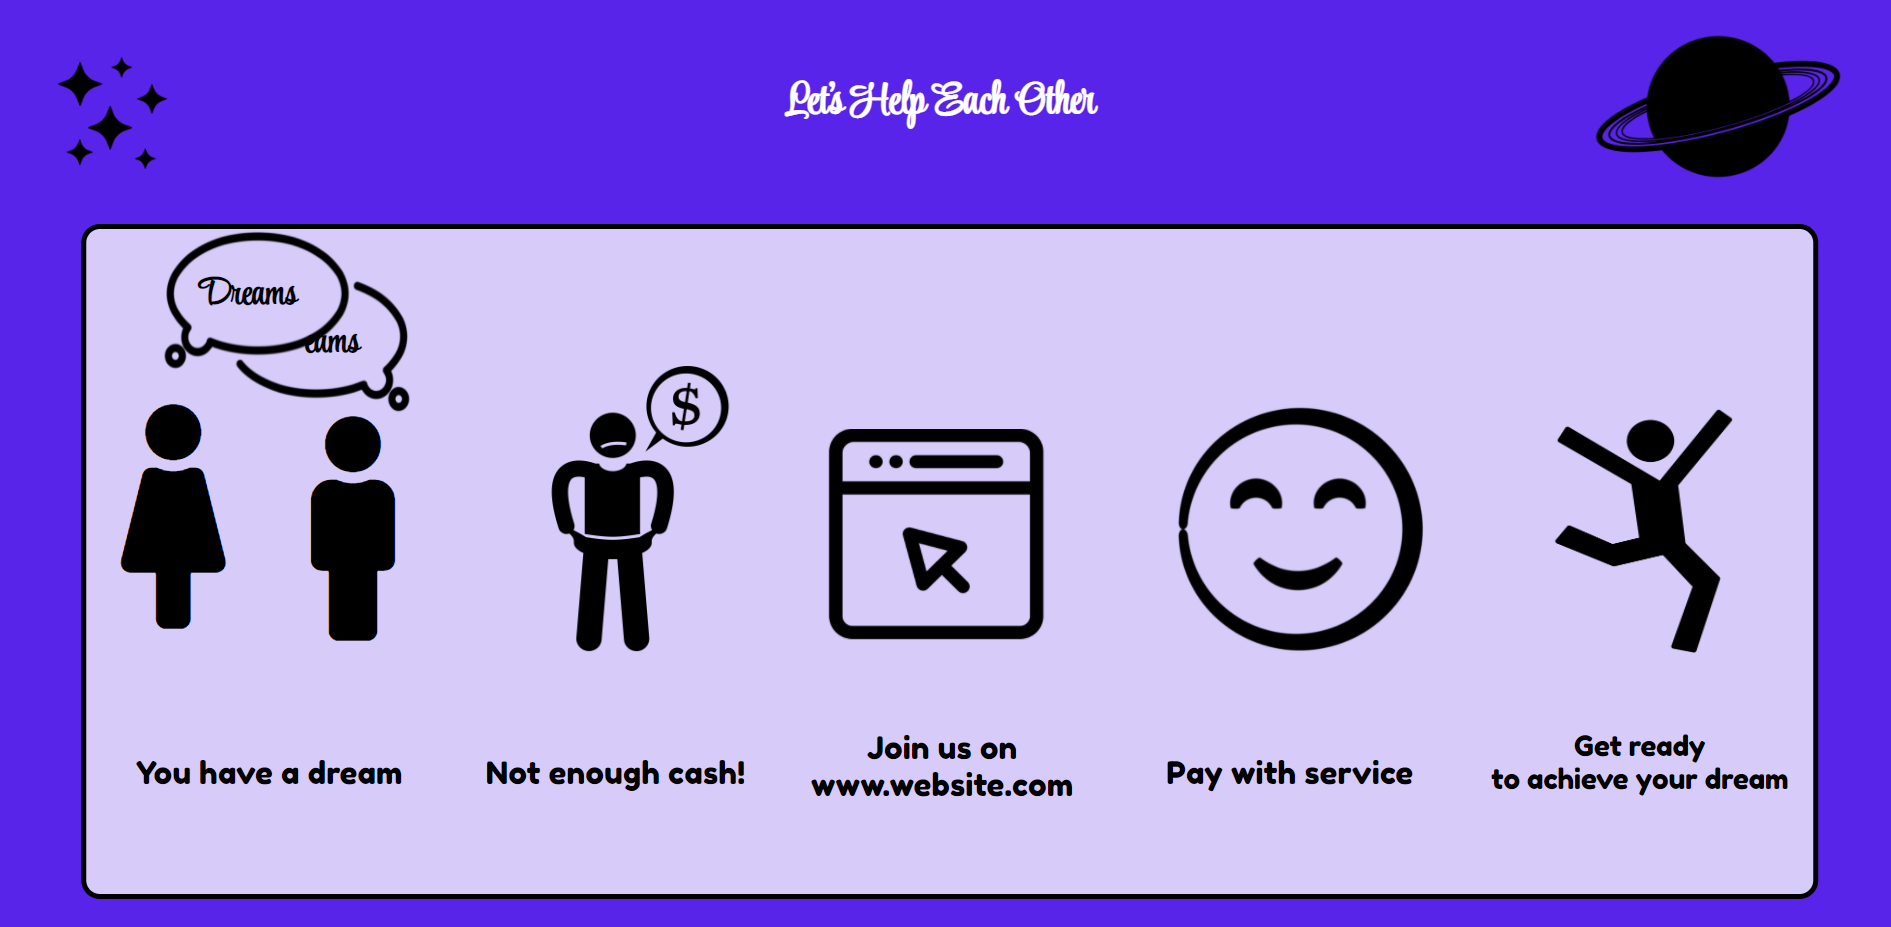 Let's Help Each Other
Dreams
eams
$
You have a dream
Not enough cash!
Join us on
www.website.com
Pay with service
Get ready
to achieve your dream